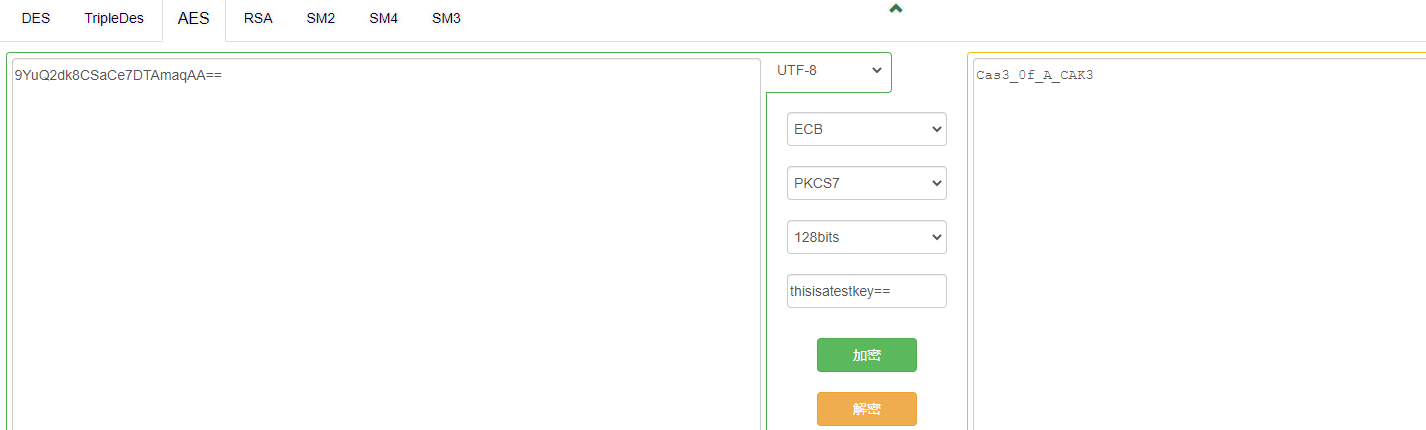 DES TripleDes AES RSA SM2 SM4 SM3
9YuQ2dk8CSaCe7DTAmaqAA==
UTF-8
Cas3_0f_A_CAK3
ECB
PKCS7
128bits
thisisatestkey==
加密
解密